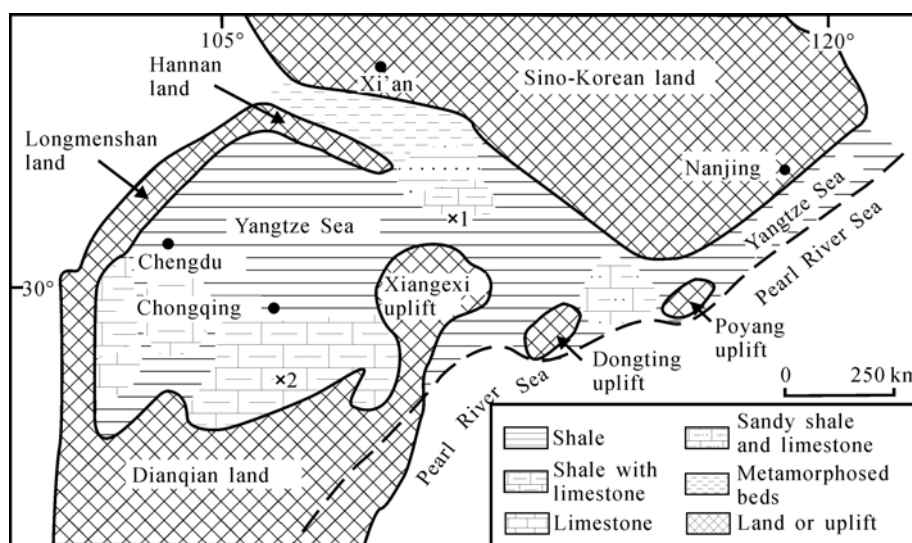 105°
120°
Hannan
land
Xi'an
Sino-Korean land
Longmenshan
land
Nanjing
Yangtze Sea
×1
Yangtze Sea
Pearl River Sea
Chengdu
30°
Xiangexi
uplift
Chongqing
Poyang
uplift
Dongting
uplift
×2
0 250 km
Pearl River Sea
Dianqian land
Shale
Shale with
limestone
Limestone
Sandy shale
and limestone
Metamorphosed
beds
Land or uplift